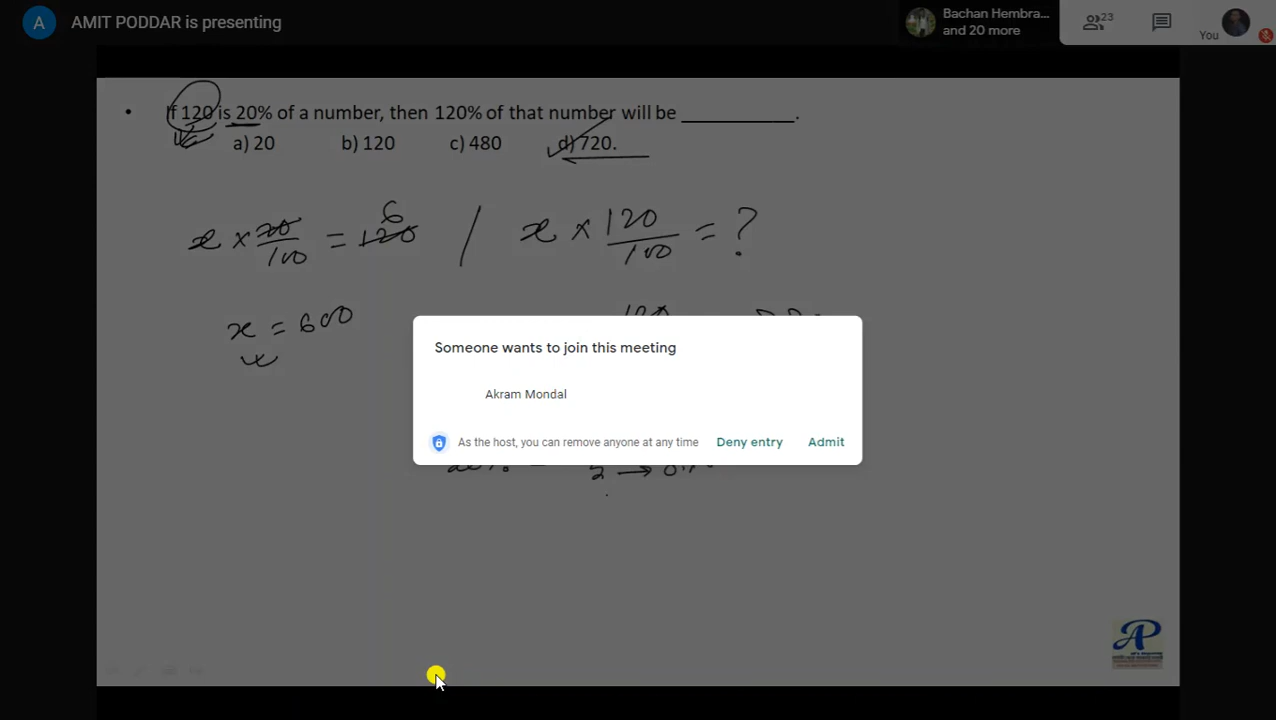 A AMIT PODDAR is presenting
Bachan Hembra...
and 20 more
23
You
• If 120 is 20% of a number, then 120% of that number will be ____________.
a) 20 b) 120 c) 480 d) 720.
x × 20/100 = 120 6 / x × 120/100 = ?
x = 600
Someone wants to join this meeting
Akram Mondal
As the host, you can remove anyone at any time Deny entry Admit
AP